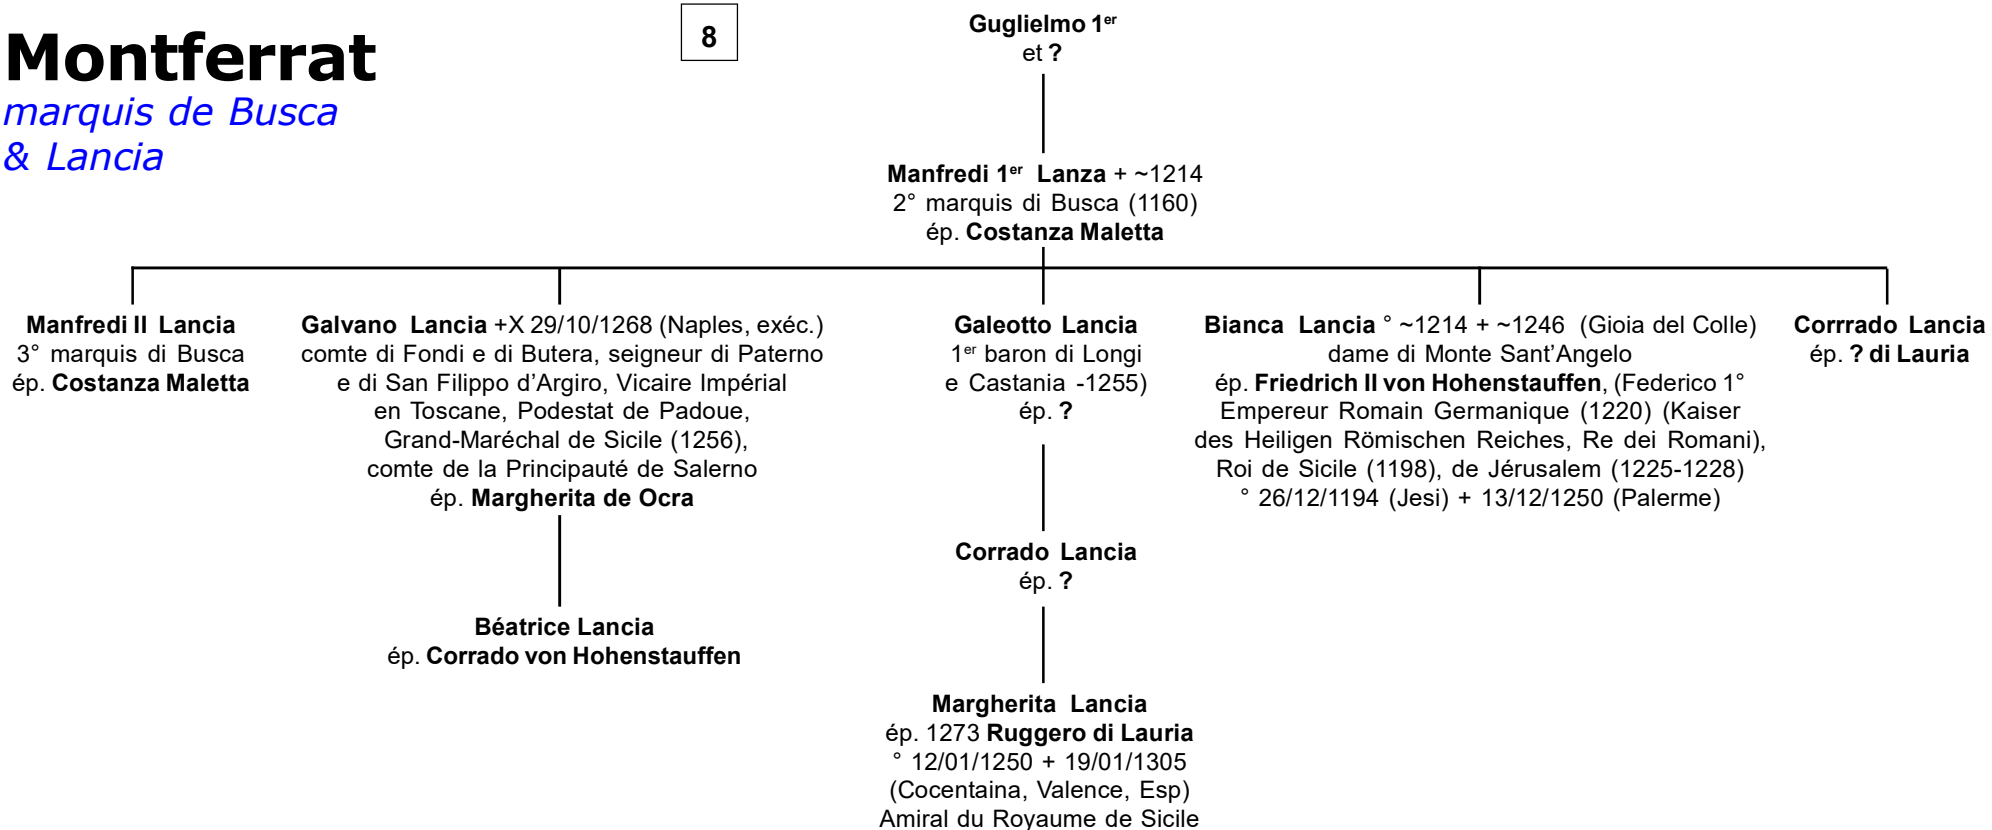 Montferrat
marquis de Busca
& Lancia
8
Guglielmo 1er
et ?
Manfredi 1er Lanza + ~1214
2° marquis di Busca (1160)
ép. Costanza Maletta
Manfredi II Lancia
3° marquis di Busca
ép. Costanza Maletta
Galvano Lancia +X 29/10/1268 (Naples, exéc.)
comte di Fondi e di Butera, seigneur di Paterno
e di San Filippo d'Argiro, Vicaire Impérial
en Toscane, Podestat de Padoue,
Grand-Maréchal de Sicile (1256),
comte de la Principauté de Salerno
ép. Margherita de Ocra
Galeotto Lancia
1er baron di Longi
e Castania -1255)
ép. ?
Bianca Lancia ° ~1214 + ~1246 (Gioia del Colle)
dame di Monte Sant'Angelo
ép. Friedrich II von Hohenstauffen, (Federico 1°
Empereur Romain Germanique (1220) (Kaiser
des Heiligen Römischen Reiches, Re dei Romani),
Roi de Sicile (1198), de Jérusalem (1225-1228)
° 26/12/1194 (Jesi) + 13/12/1250 (Palerme)
Corrrado Lancia
ép. ? di Lauria
Corrado Lancia
ép. ?
Béatrice Lancia
ép. Corrado von Hohenstauffen
Margherita Lancia
ép. 1273 Ruggero di Lauria
° 12/01/1250 + 19/01/1305
(Cocentaina, Valence, Esp)
Amiral du Royaume de Sicile